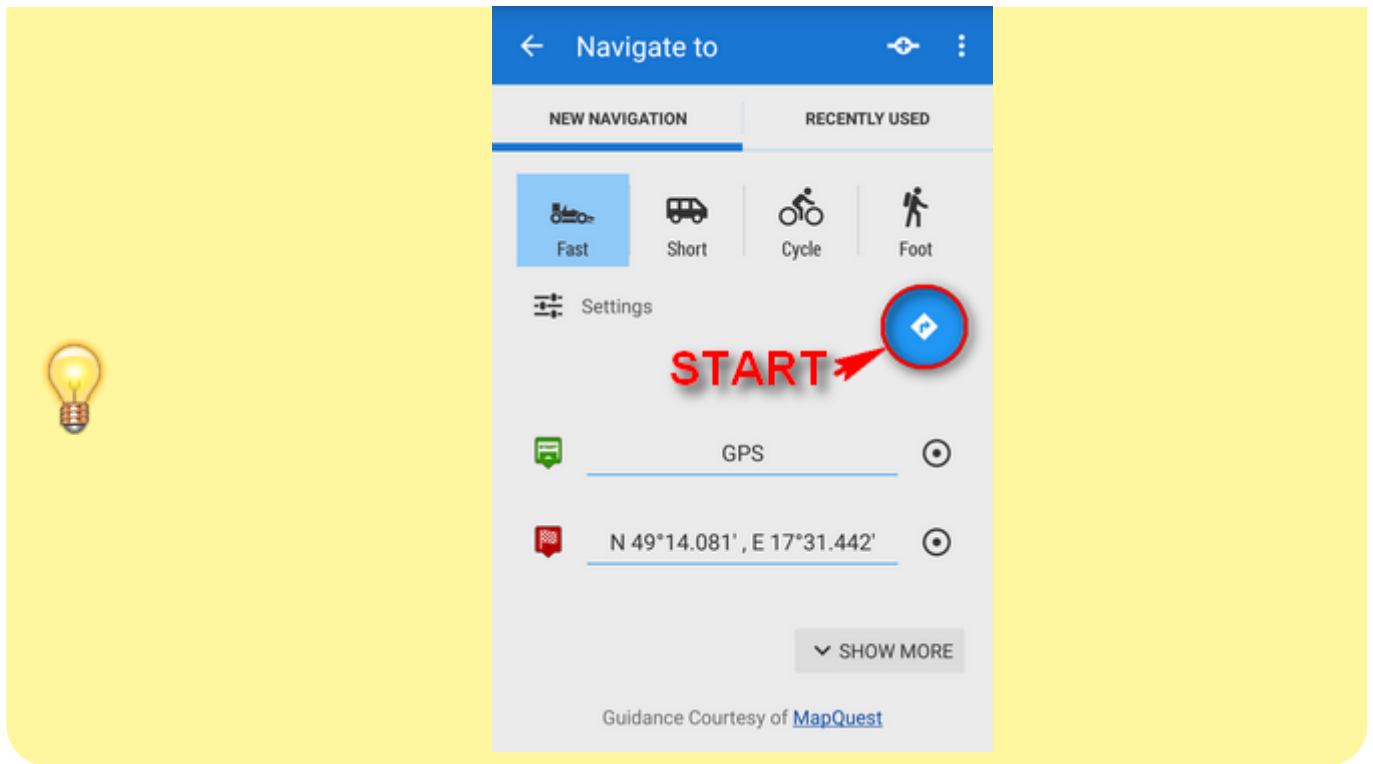 Navigate to
NEW NAVIGATION RECENTLY USED
Fast Short Cycle Foot
Settings
START
GPS
N 49°14.081' , E 17°31.442'
SHOW MORE
Guidance Courtesy of MapQuest